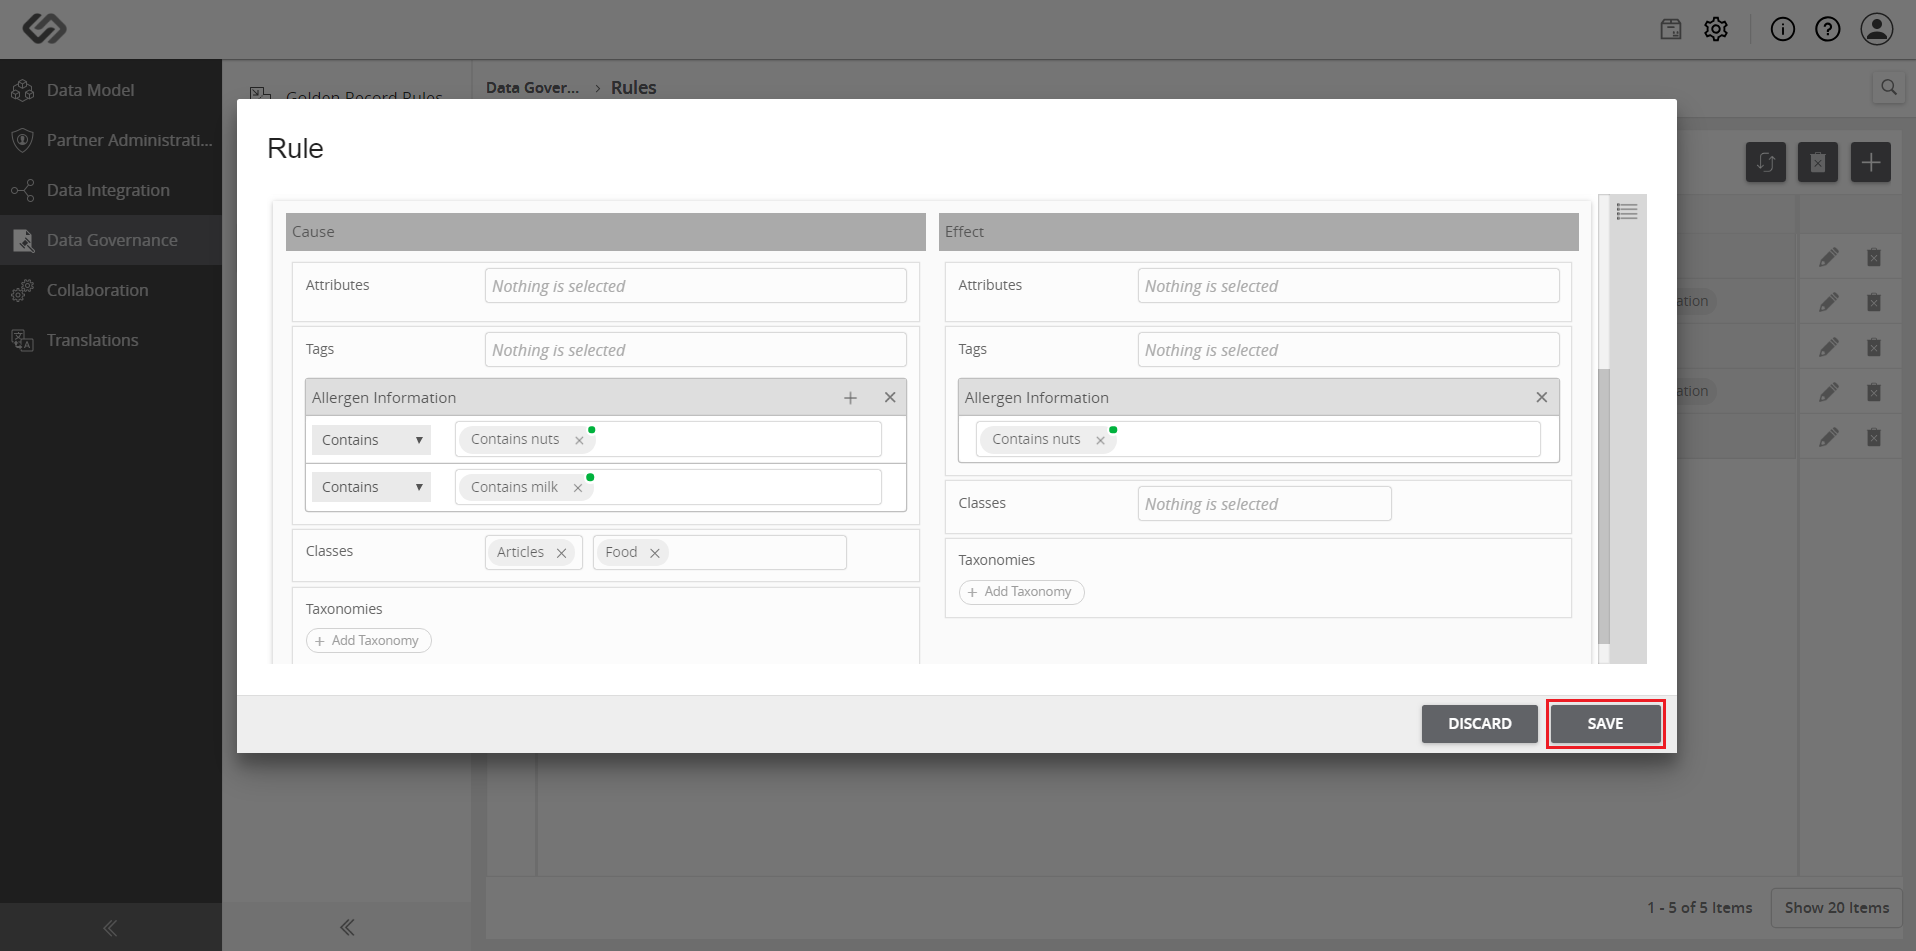 Data Model
Partner Administrati...
Data Integration
Data Governance
Collaboration
Translations
Golden Record Rules
Data Gover... › Rules
Rule
Cause
Attributes
Nothing is selected
Tags
Nothing is selected
Allergen Information
Contains
Contains nuts
Contains
Contains milk
Classes
Articles
Food
Taxonomies
+ Add Taxonomy
Effect
Attributes
Nothing is selected
Tags
Nothing is selected
Allergen Information
Contains nuts
Classes
Nothing is selected
Taxonomies
+ Add Taxonomy
ation
ation
DISCARD
SAVE
1 - 5 of 5 Items
Show 20 Items